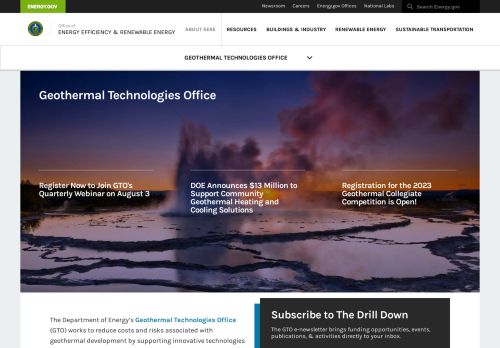 ENERGY.GOV
Newsroom Careers Energy.gov Offices National Labs Search Energy.gov
Office of
ENERGY EFFICIENCY & RENEWABLE ENERGY
ABOUT EERE RESOURCES BUILDINGS & INDUSTRY RENEWABLE ENERGY SUSTAINABLE TRANSPORTATION
GEOTHERMAL TECHNOLOGIES OFFICE
Geothermal Technologies Office
Register Now to Join GTO's
Quarterly Webinar on August 3
DOE Announces $13 Million to
Support Community
Geothermal Heating and
Cooling Solutions
Registration for the 2023
Geothermal Collegiate
Competition is Open!
The Department of Energy's Geothermal Technologies Office
(GTO) works to reduce costs and risks associated with
geothermal development by supporting innovative technologies
Subscribe to The Drill Down
The GTO e-newsletter brings funding opportunities, events,
publications, & activities directly to your inbox.